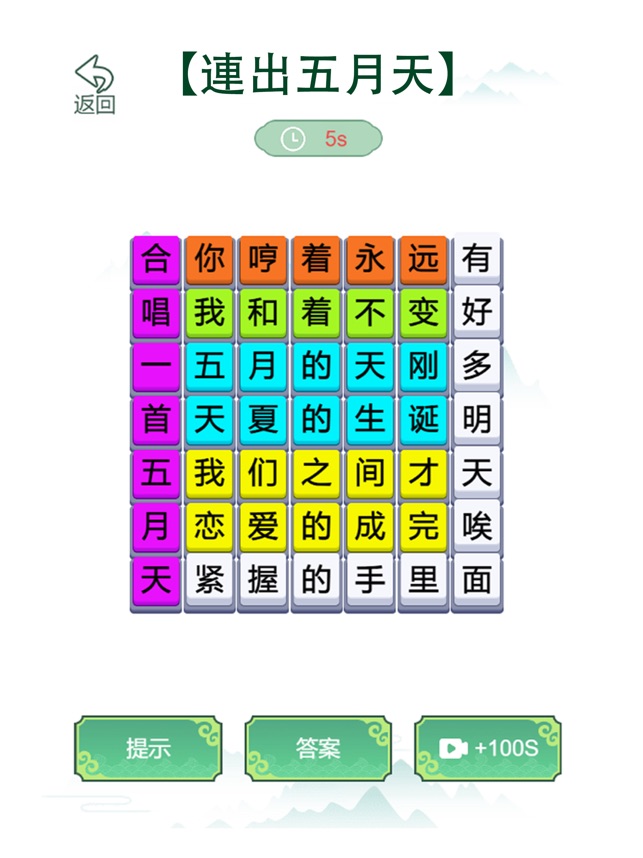 【連出五月天】
返回
5s
合你哼着永远有
唱我和着不变好
一五月的天刚多
首天夏的生诞明
五我们之间才天
月恋爱的成完唉
天紧握的手里面
提示
答案
+100S